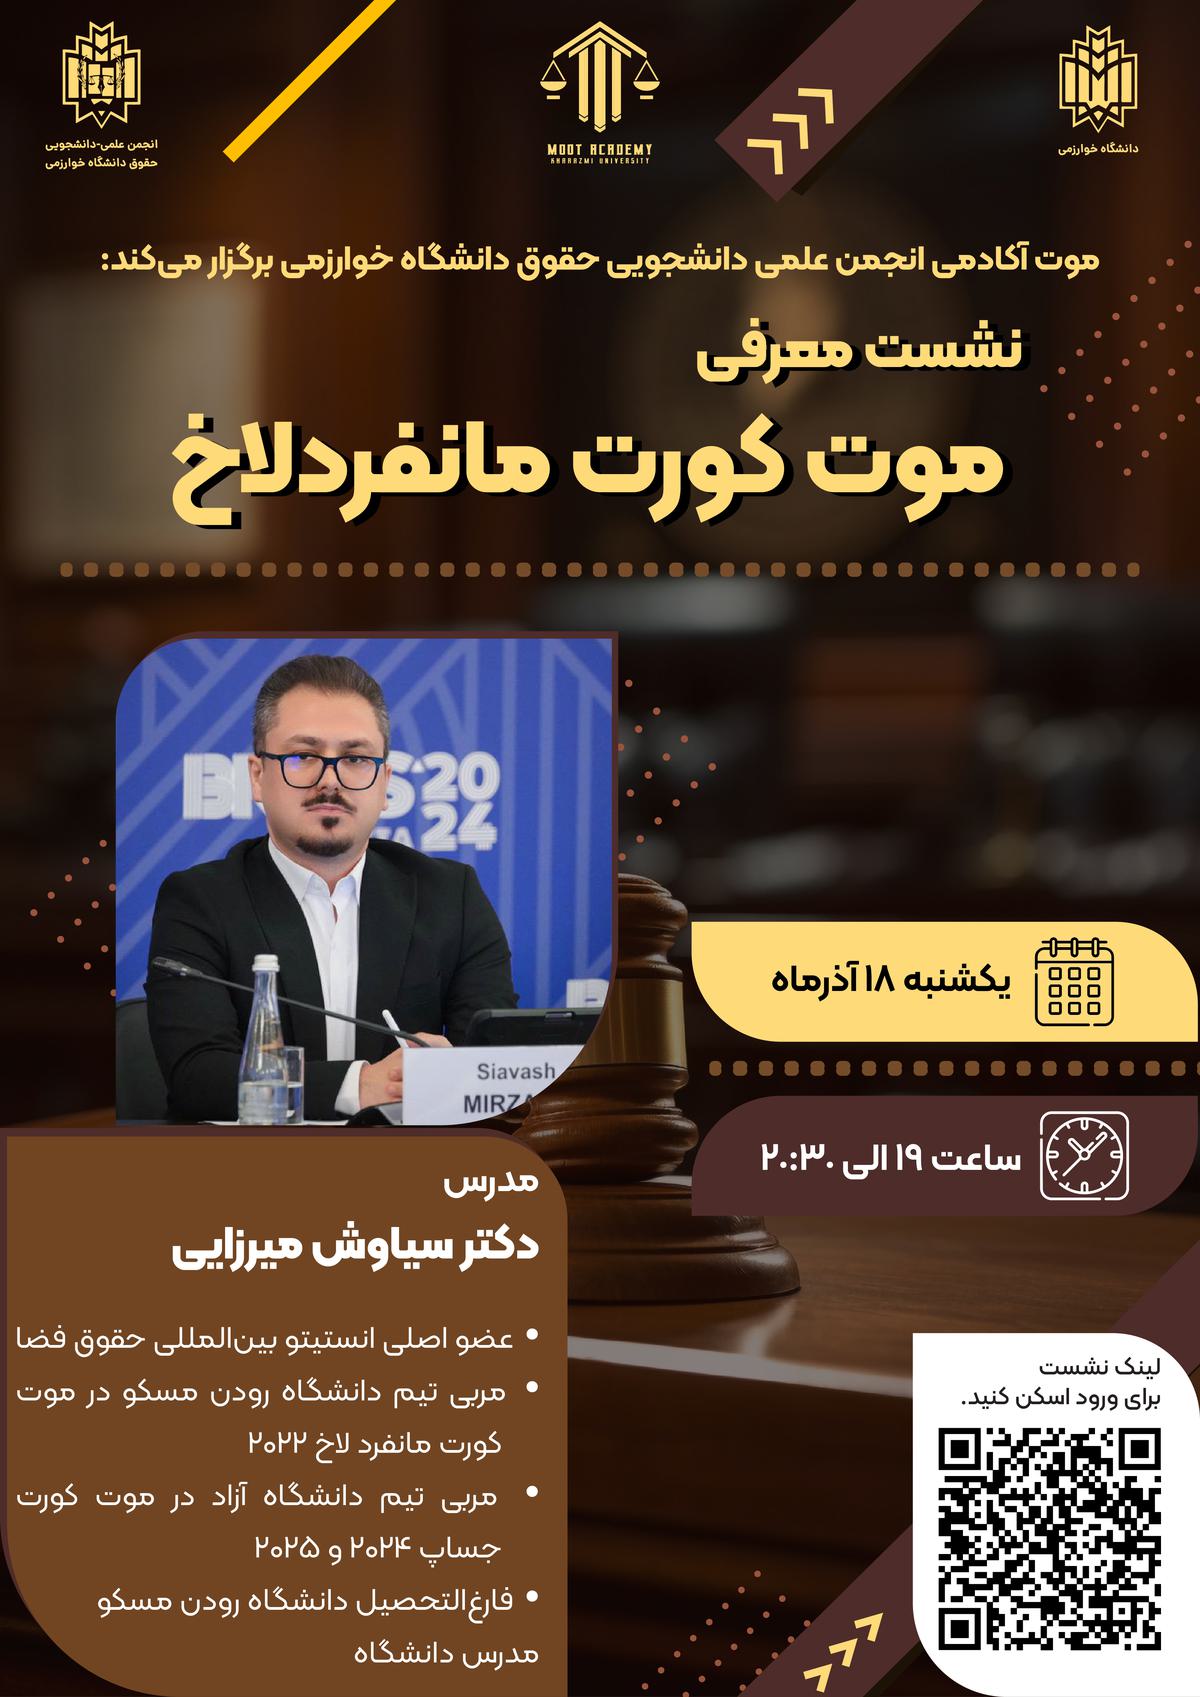 انجمن علمی-دانشجویی
حقوق دانشگاه خوارزمی
MOOT ACADEMY
KHARAZMI UNIVERSITY
دانشگاه خوارزمی
موت آکادمی انجمن علمی دانشجویی حقوق دانشگاه خوارزمی برگزار می‌کند:
نشست معرفی
موت کورت مانفردلاخ
20
24
Siavash
یکشنبه ۱۸ آذرماه
ساعت ۱۹ الی ۲۰:۳۰
مدرس
دکتر سیاوش میرزایی
• عضو اصلی انستیتو بین‌المللی حقوق فضا
• مربی تیم دانشگاه رودن مسکو در موت
کورت مانفرد لاخ ۲۰۲۲
• مربی تیم دانشگاه آزاد در موت کورت
جساپ ۲۰۲۴ و ۲۰۲۵
• فارغ‌التحصیل دانشگاه رودن مسکو
مدرس دانشگاه
لینک نشست
برای ورود اسکن کنید.